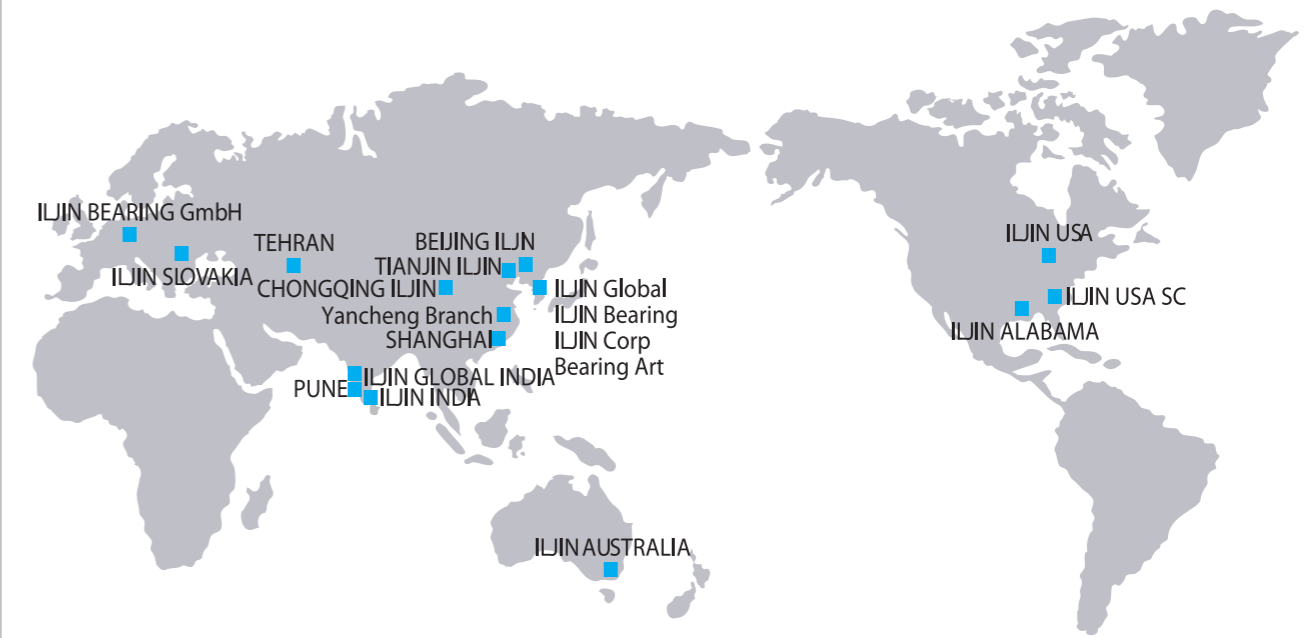 ILJIN BEARING GmbH
ILJIN SLOVAKIA
TEHRAN
BEIJING ILJN
TIANJIN ILJIN
CHONGQING ILJIN
Yancheng Branch
SHANGHAI
ILJIN Global
ILJIN Bearing
ILJIN Corp
Bearing Art
ILJIN GLOBAL INDIA
PUNE
ILJIN INDIA
ILJIN AUSTRALIA
ILJIN USA
ILJIN USA SC
ILJIN ALABAMA